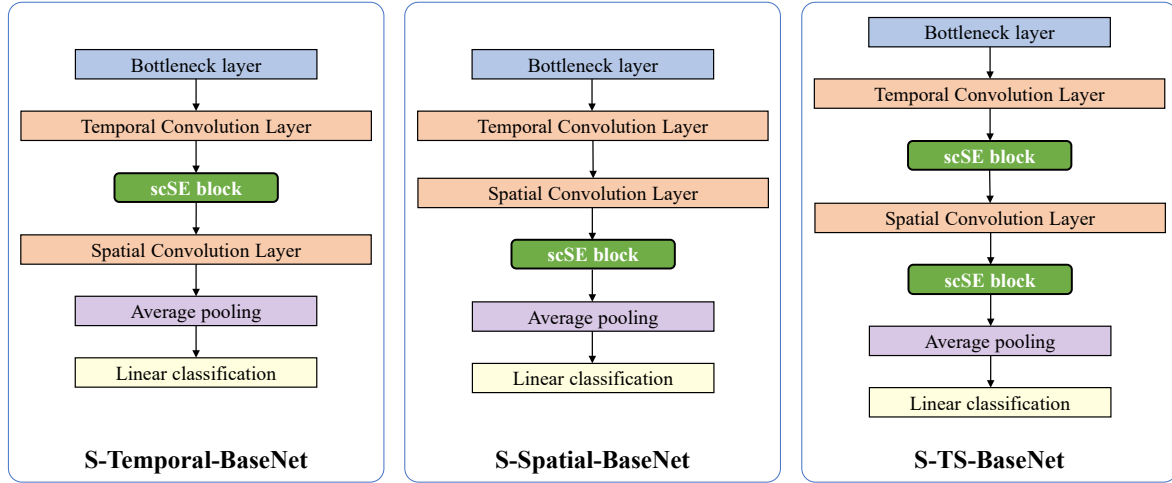 Bottleneck layer
Temporal Convolution Layer
scSE block
Spatial Convolution Layer
Average pooling
Linear classification
S-Temporal-BaseNet
Bottleneck layer
Temporal Convolution Layer
Spatial Convolution Layer
scSE block
Average pooling
Linear classification
S-Spatial-BaseNet
Bottleneck layer
Temporal Convolution Layer
scSE block
Spatial Convolution Layer
scSE block
Average pooling
Linear classification
S-TS-BaseNet